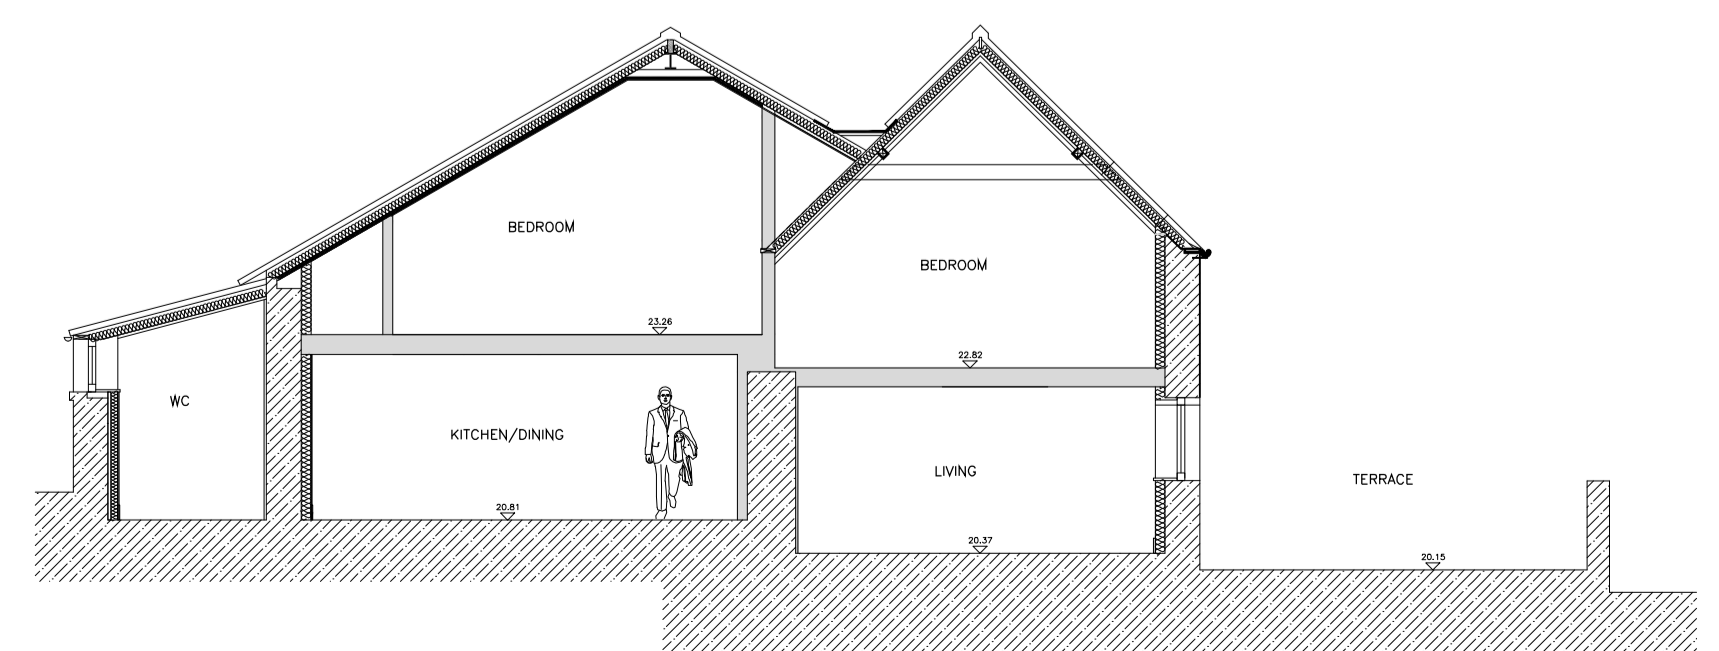 BEDROOM
BEDROOM
23.26
22.82
WC
KITCHEN/DINING
LIVING
TERRACE
20.81
20.37
20.15